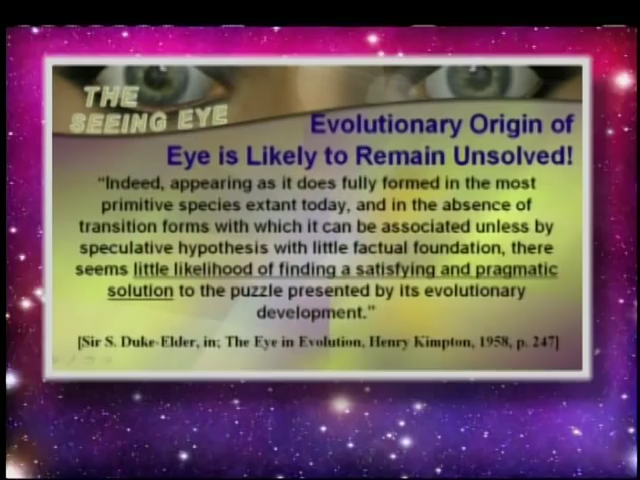 THE
SEEING EYE
Evolutionary Origin of
Eye is Likely to Remain Unsolved!
“Indeed, appearing as it does fully formed in the most
primitive species extant today, and in the absence of
transition forms with which it can be associated unless by
speculative hypothesis with little factual foundation, there
seems little likelihood of finding a satisfying and pragmatic
solution to the puzzle presented by its evolutionary
development.”
[Sir S. Duke-Elder, in; The Eye in Evolution, Henry Kimpton, 1958, p. 247]